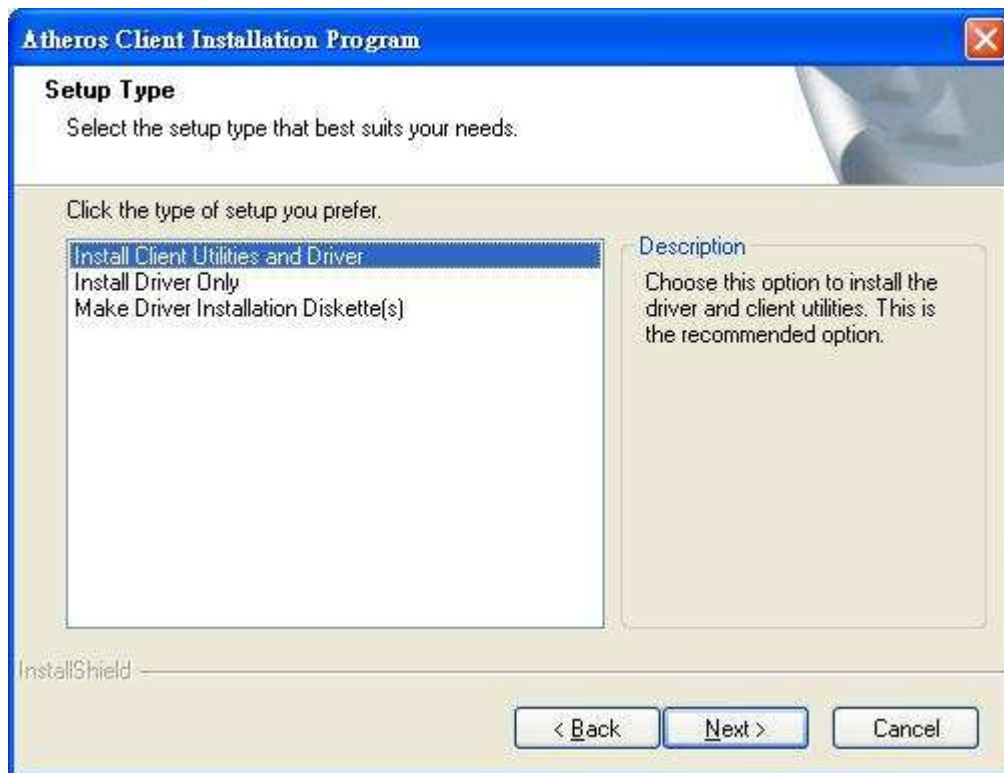 Atheros Client Installation Program
Setup Type
Select the setup type that best suits your needs.
Click the type of setup you prefer.
Install Client Utilities and Driver
Install Driver Only
Make Driver Installation Diskette(s)
Description
Choose this option to install the
driver and client utilities. This is
the recommended option.
InstallShield
< Back
Next >
Cancel